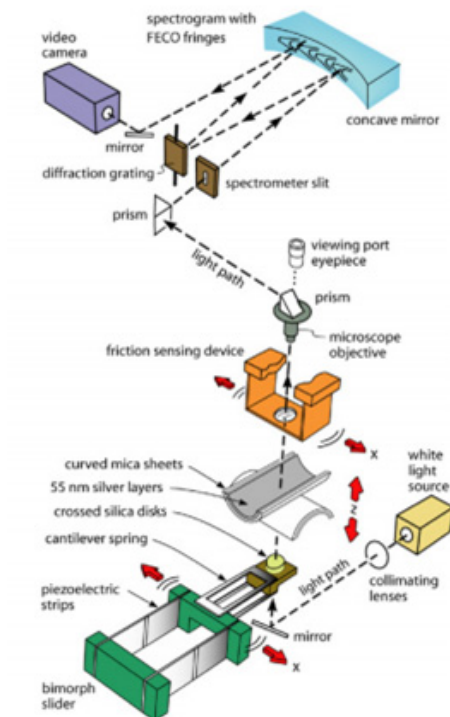 spectrogram with
FECO fringes
video
camera
concave mirror
mirror
diffraction grating
spectrometer slit
prism
viewing port
eyepiece
light path
prism
microscope
objective
friction sensing device
x
curved mica sheets
white
light
source
55 nm silver layers
z
crossed silica disks
cantilever spring
light path
collimating
lenses
piezoelectric
strips
mirror
bimorph
slider
x